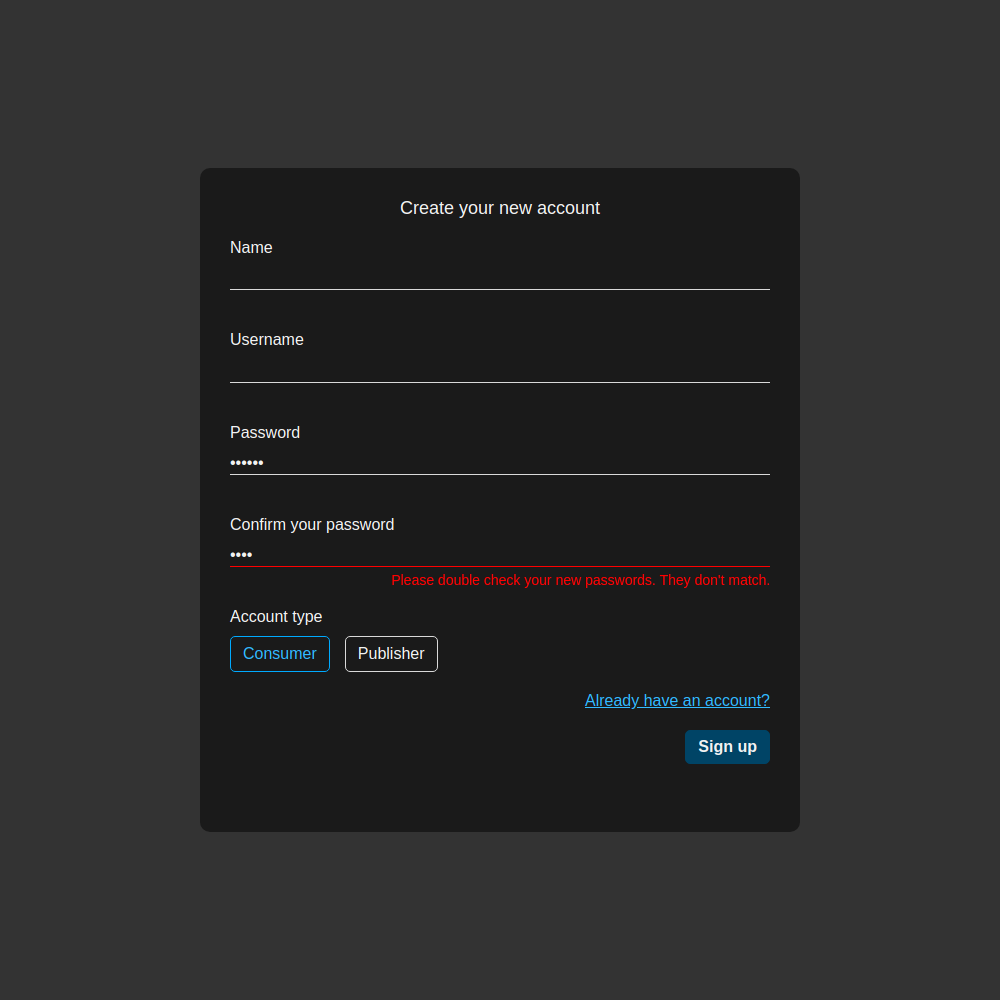 Create your new account
Name
Username
Password
••••••
Confirm your password
••••
Please double check your new passwords. They don't match.
Account type
Consumer Publisher
Already have an account?
Sign up